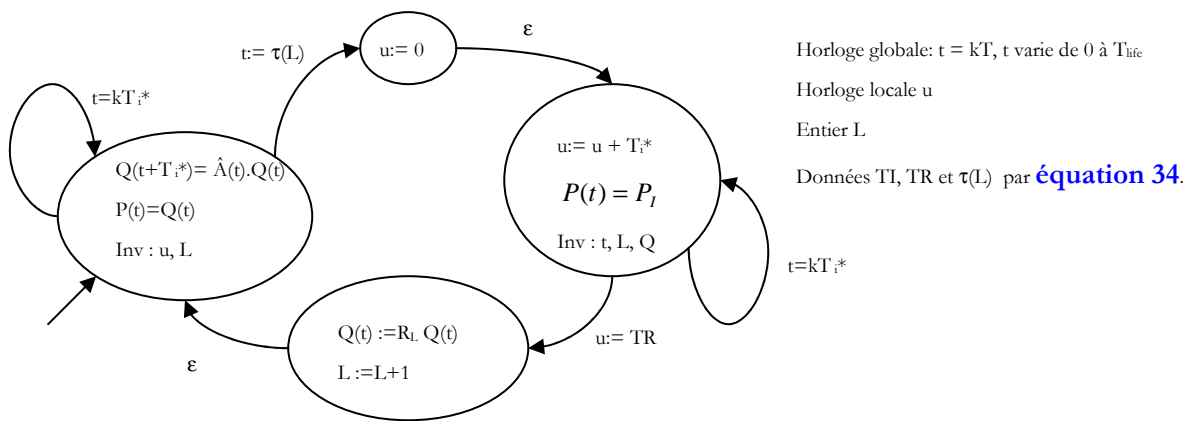 ε
t:= τ(L)
u:= 0
Horloge globale: t = kT, t varie de 0 à Tlife
Horloge locale u
Entier L
Données TI, TR et τ(L) par équation 34.
t=kTi*
Q(t+Ti*)= Â(t).Q(t)
P(t)=Q(t)
Inv : u, L
u:= u + Ti*
P(t) = PI
Inv : t, L, Q
t=kTi*
u:= TR
Q(t) :=RL Q(t)
L :=L+1
ε